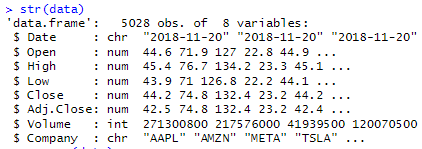 > str(data)
'data.frame':   5028 obs. of  8 variables:
 $ Date     : chr  "2018-11-20" "2018-11-20" "2018-11-20"
 $ Open     : num  44.6 71.9 127 22.8 44.9 ...
 $ High     : num  45.4 76.7 134.2 23.3 45.1 ...
 $ Low      : num  43.9 71 126.8 22.2 44.1 ...
 $ Close    : num  44.2 74.8 132.4 23.2 44.2 ...
 $ Adj.Close: num  42.5 74.8 132.4 23.2 42.4 ...
 $ Volume   : int  271300800 217576000 41939500 120070500
 $ Company  : chr  "AAPL" "AMZN" "META" "TSLA" ...